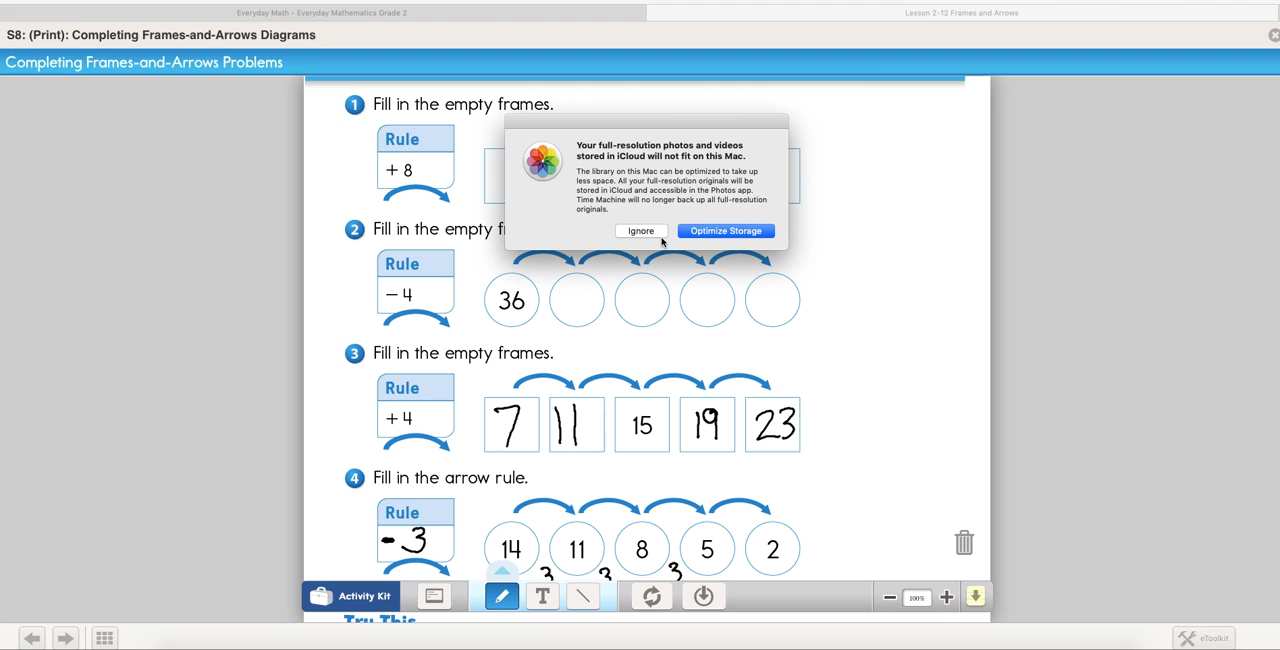 Everyday Math - Everyday Mathematics Grade 2
Lesson 2-12 Frames and Arrows
S8: (Print): Completing Frames-and-Arrows Diagrams
Completing Frames-and-Arrows Problems
1 Fill in the empty frames.
Rule
+ 8
Your full-resolution photos and videos
stored in iCloud will not fit on this Mac.
The library on this Mac can be optimized to take up
less space. All your full-resolution originals will be
stored in iCloud and accessible in the Photos app.
Time Machine will no longer back up all full-resolution
originals.
Ignore Optimize Storage
2 Fill in the empty
Rule
- 4
36
3 Fill in the empty frames.
Rule
+ 4
7 11 15 19 23
4 Fill in the arrow rule.
Rule
- 3
14 11 8 5 2
3 3 3
Activity Kit
T
100%
Try This
eToolkit